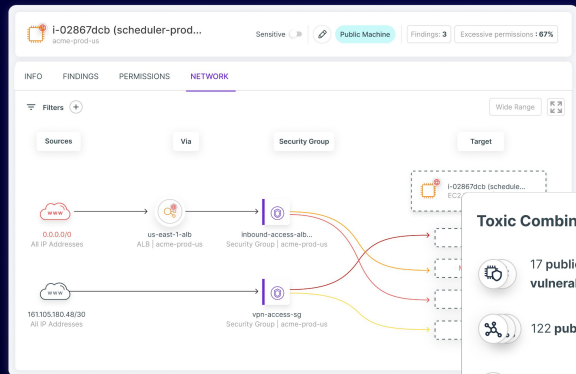 i-02867dcb (scheduler-prod...
acme-prod-us
Sensitive
Public Machine
Findings: 3
Excessive permissions : 67%
INFO FINDINGS PERMISSIONS NETWORK
Filters
Wide Range
Sources Via Security Group Target
i-02867dcb (schedule...
EC2
www
0.0.0.0/0
All IP Addresses
us-east-1-alb
ALB | acme-prod-us
inbound-access-alb...
Security Group | acme-prod-us
www
161.105.180.48/30
All IP Addresses
vpn-access-sg
Security Group | acme-prod-us
Toxic Combin
17 public
vulnera
122 pub